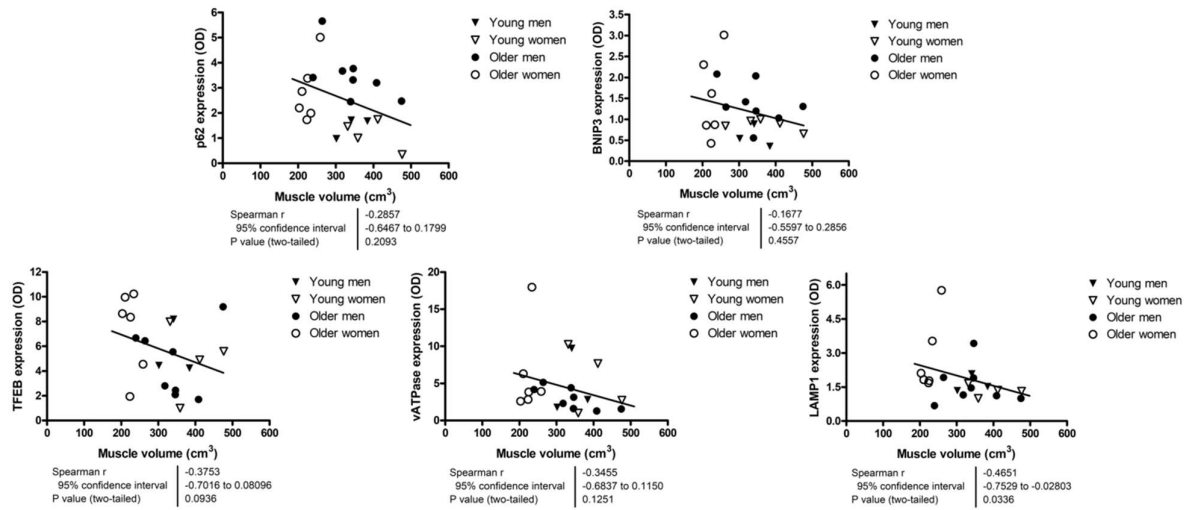 p62 expression (OD)
6
5
4
3
2
1
0
0 100 200 300 400 500 600
Muscle volume (cm³)
Young men
Young women
Older men
Older women
Spearman r -0.2857
95% confidence interval -0.6467 to 0.1799
P value (two-tailed) 0.2093
BNIP3 expression (OD)
3.5
3.0
2.5
2.0
1.5
1.0
0.5
0.0
0 100 200 300 400 500 600
Muscle volume (cm³)
Young men
Young women
Older men
Older women
Spearman r -0.1677
95% confidence interval -0.5597 to 0.2856
P value (two-tailed) 0.4557
TFEB expression (OD)
12
10
8
6
4
2
0
0 100 200 300 400 500 600
Muscle volume (cm³)
Young men
Young women
Older men
Older women
Spearman r -0.3753
95% confidence interval -0.7016 to 0.08096
P value (two-tailed) 0.0936
vATPase expression (OD)
20
15
10
5
0
0 100 200 300 400 500 600
Muscle volume (cm³)
Young men
Young women
Older men
Older women
Spearman r -0.3455
95% confidence interval -0.6837 to 0.1150
P value (two-tailed) 0.1251
LAMP1 expression (OD)
6.0
4.5
3.0
1.5
0.0
0 100 200 300 400 500 600
Muscle volume (cm³)
Young men
Young women
Older men
Older women
Spearman r -0.4651
95% confidence interval -0.7529 to -0.02803
P value (two-tailed) 0.0336